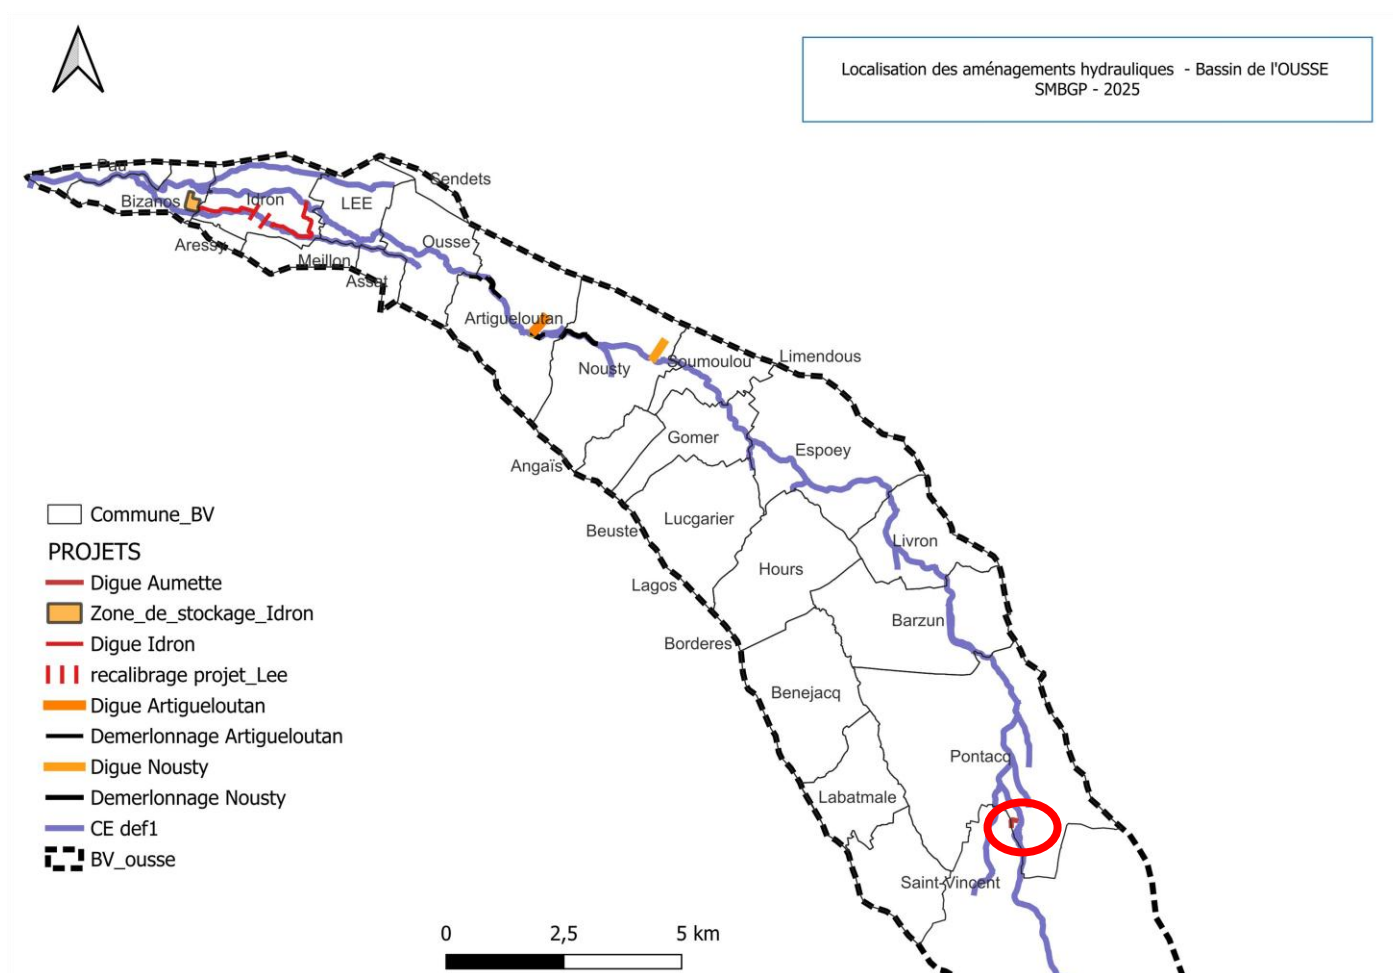 Localisation des aménagements hydrauliques - Bassin de l'OUSSE
SMBGP - 2025
Pau
Sendets
Bizanos
Idron
LEE
Aressy
Ousse
Meillon
Assat
Artigueloutan
Nousty
Soumoulou
Limendous
Gomer
Espoey
Angaïs
Lucgarier
Beuste
Livron
Hours
Lagos
Barzun
Borderes
Benejacq
Pontacq
Labatmale
Saint-Vincent
Commune_BV
PROJETS
Digue Aumette
Zone_de_stockage_Idron
Digue Idron
recalibrage projet_Lee
Digue Artigueloutan
Demerlonnage Artigueloutan
Digue Nousty
Demerlonnage Nousty
CE def1
BV_ousse
0 2,5 5 km